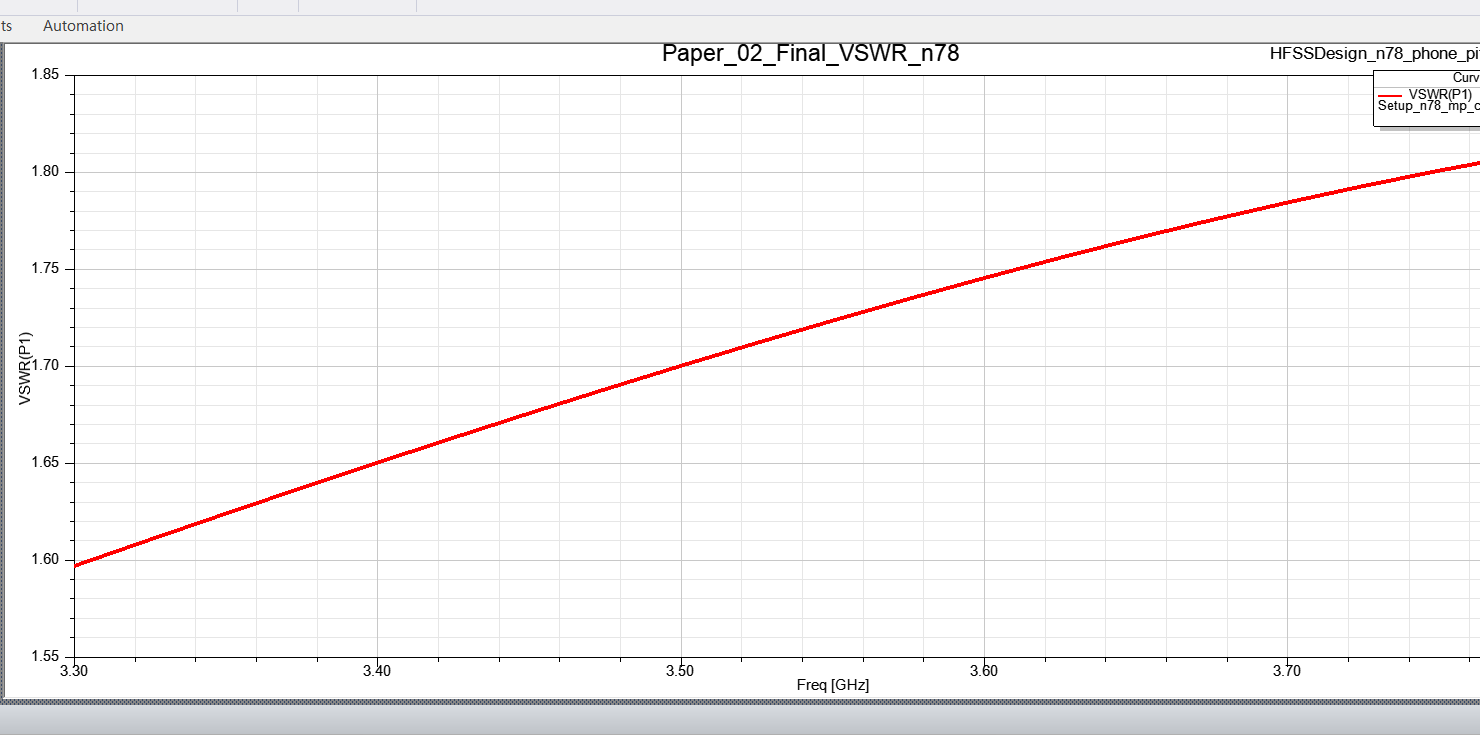 ts Automation
Paper_02_Final_VSWR_n78
HFSSDesign_n78_phone_pi
Curv
VSWR(P1)
Setup_n78_mp_c
1.85
1.80
1.75
1.70
1.65
1.60
1.55
VSWR(P1)
3.30 3.40 3.50 3.60 3.70
Freq [GHz]